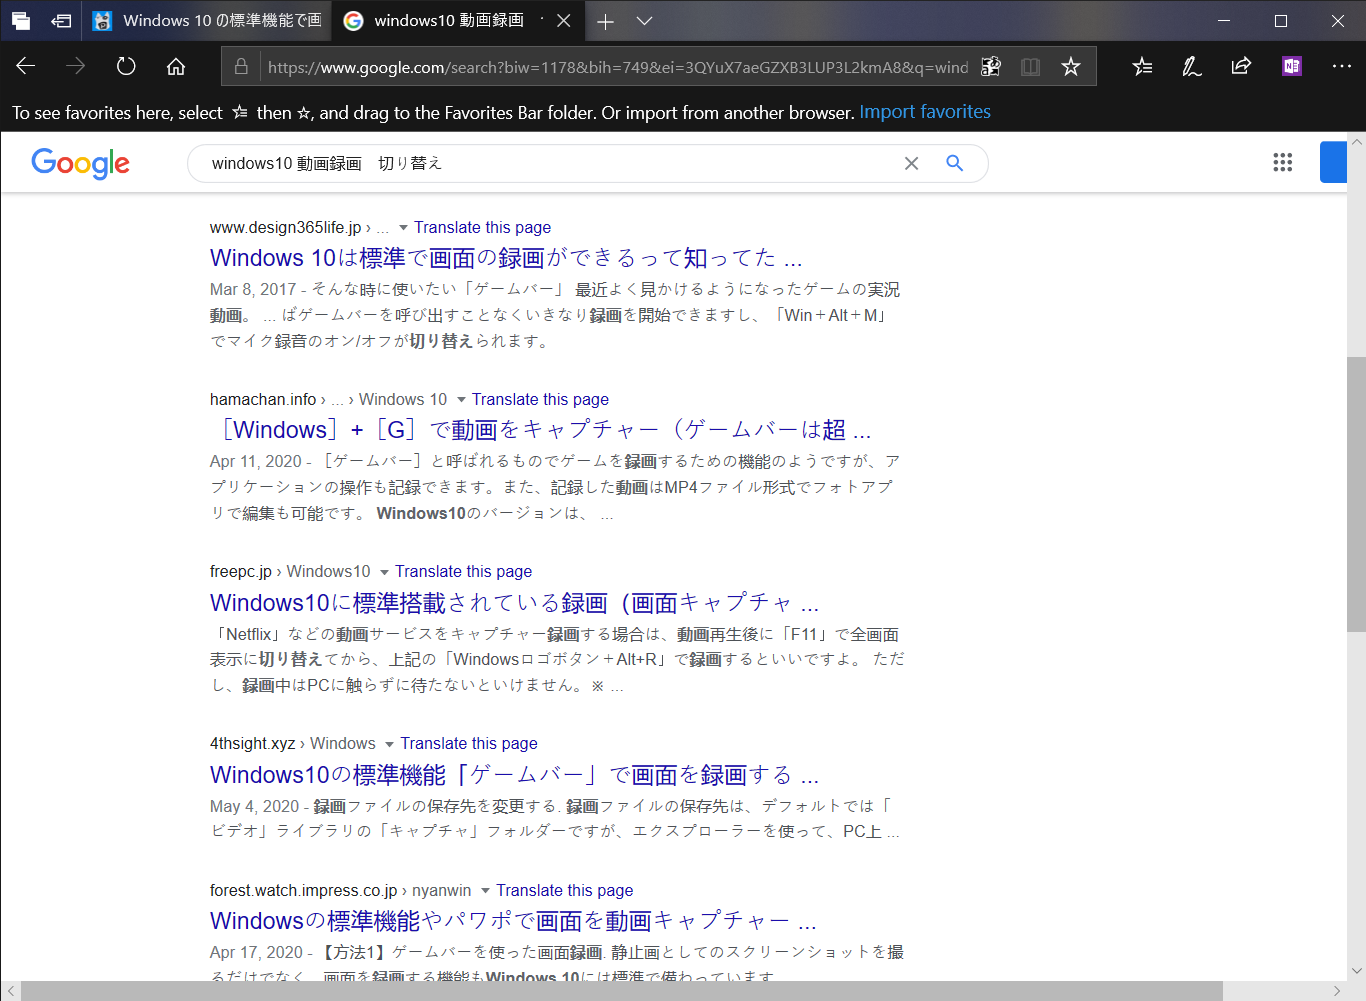 Windows 10 の標準機能で画
windows10 動画録画
https://www.google.com/search?biw=1178&bih=749&ei=3QYuX7aeGZXB3LUP3L2kmA8&q=wind
To see favorites here, select then ☆, and drag to the Favorites Bar folder. Or import from another browser. Import favorites
Google
windows10 動画録画　切り替え
www.design365life.jp › ... Translate this page
Windows 10は標準で画面の録画ができるって知ってた ...
Mar 8, 2017 - そんな時に使いたい「ゲームバー」 最近よく見かけるようになったゲームの実況
動画。 ... ばゲームバーを呼び出すことなくいきなり録画を開始できますし、「Win＋Alt＋M」
でマイク録音のオン/オフが切り替えられます。
hamachan.info › ... › Windows 10 Translate this page
［Windows］+［G］で動画をキャプチャー（ゲームバーは超 ...
Apr 11, 2020 - ［ゲームバー］と呼ばれるものでゲームを録画するための機能のようですが、ア
プリケーションの操作も記録できます。また、記録した動画はMP4ファイル形式でフォトアプ
リで編集も可能です。 Windows10のバージョンは、 ...
freepc.jp › Windows10 Translate this page
Windows10に標準搭載されている録画（画面キャプチャ ...
「Netflix」などの動画サービスをキャプチャー録画する場合は、動画再生後に「F11」で全画面
表示に切り替えてから、上記の「Windowsロゴボタン＋Alt+R」で録画するといいですよ。 ただ
し、録画中はPCに触らずに待たないといけません。※ ...
4thsight.xyz › Windows Translate this page
Windows10の標準機能「ゲームバー」で画面を録画する ...
May 4, 2020 - 録画ファイルの保存先を変更する. 録画ファイルの保存先は、デフォルトでは「
ビデオ」ライブラリの「キャプチャ」フォルダーですが、エクスプローラーを使って、PC上 ...
forest.watch.impress.co.jp › nyanwin Translate this page
Windowsの標準機能やパワポで画面を動画キャプチャー ...
Apr 17, 2020 - 【方法1】ゲームバーを使った画面録画. 静止画としてのスクリーンショットを撮
るだけでなく、画面を録画する機能もWindows 10には標準で備わっています